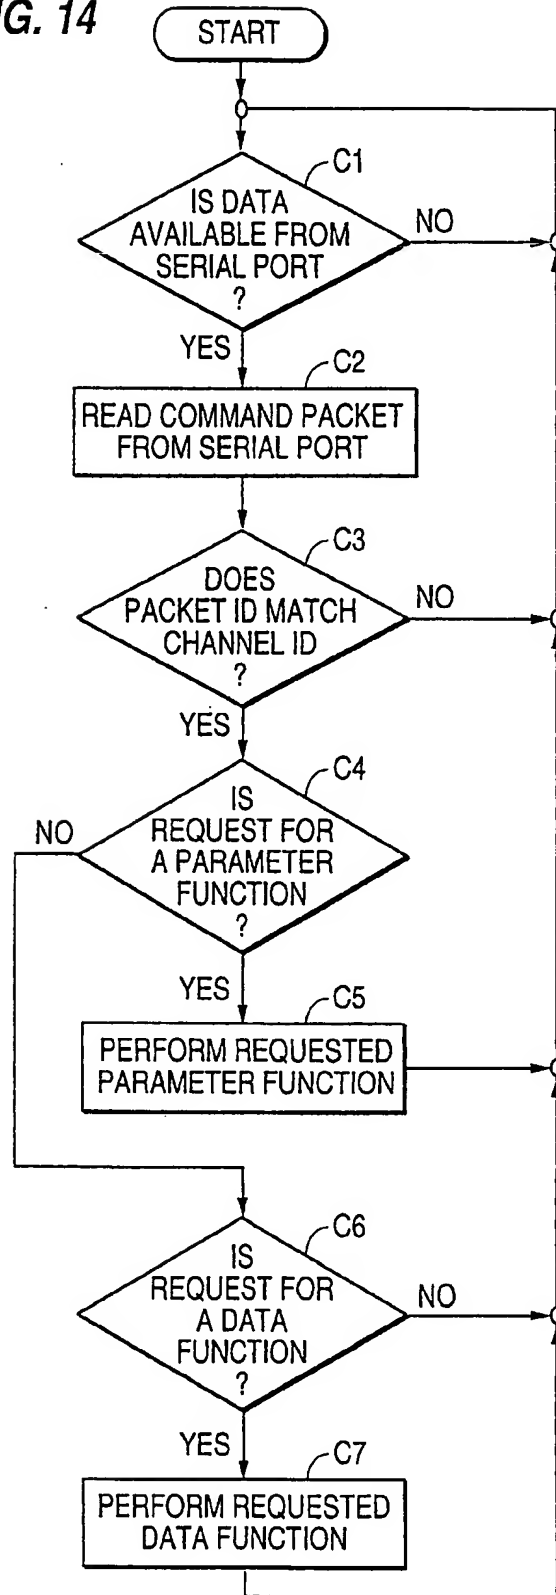 G. 14
START
C1
IS DATA
AVAILABLE FROM
SERIAL PORT
?
NO
YES
C2
READ COMMAND PACKET
FROM SERIAL PORT
C3
DOES
PACKET ID MATCH
CHANNEL ID
?
NO
YES
C4
IS
REQUEST FOR
A PARAMETER
FUNCTION
?
NO
YES
C5
PERFORM REQUESTED
PARAMETER FUNCTION
C6
IS
REQUEST FOR
A DATA
FUNCTION
?
NO
YES
C7
PERFORM REQUESTED
DATA FUNCTION